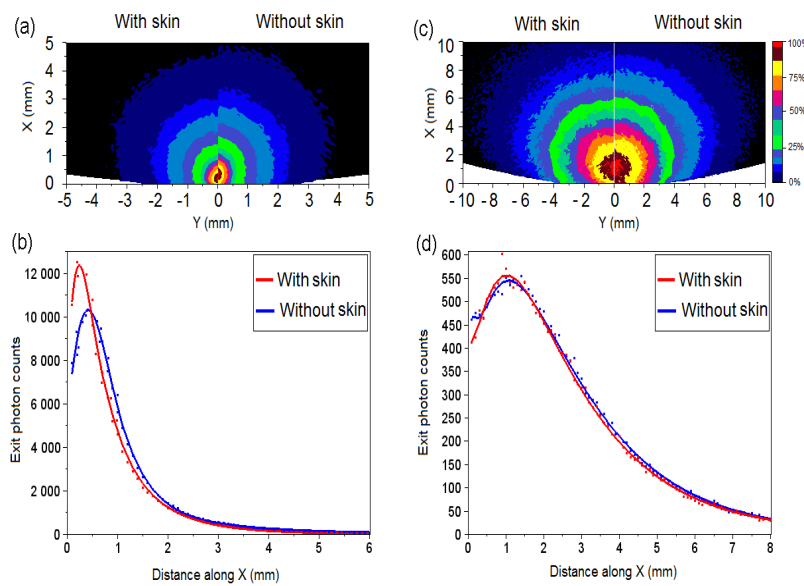 (a)
With skin
Without skin
5
4
3
2
1
0
X (mm)
-5 -4 -3 -2 -1 0 1 2 3 4 5
Y (mm)
(c)
With skin
Without skin
10
8
6
4
2
0
X (mm)
-10 -8 -6 -4 -2 0 2 4 6 8 10
Y (mm)
100%
75%
25%
0%
(b)
12 000
10 000
8 000
6 000
4 000
2 000
0
Exit photon counts
With skin
Without skin
0 1 2 3 4 5 6
Distance along X (mm)
(d)
600
550
500
450
400
350
300
250
200
150
100
50
0
Exit photon counts
With skin
Without skin
0 1 2 3 4 5 6 7 8
Distance along X (mm)